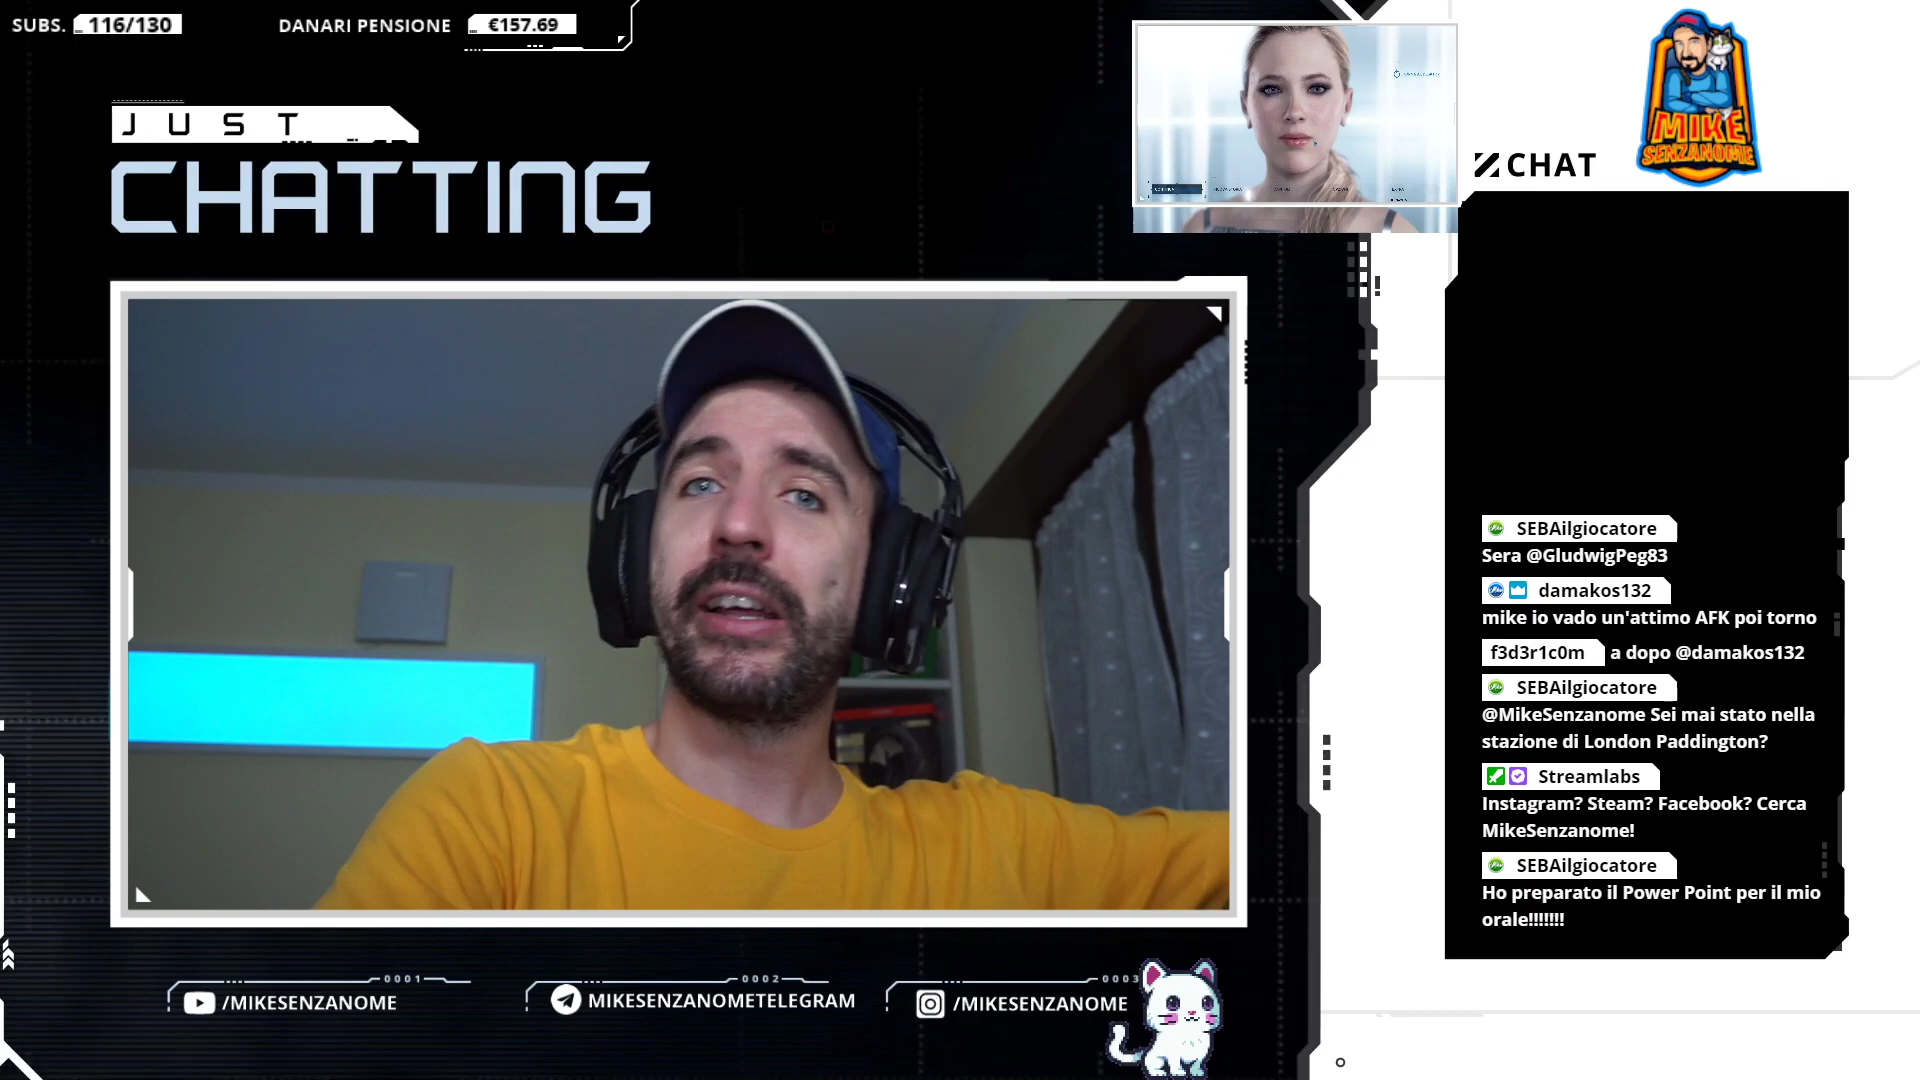 SUBS. 116/130
DANARI PENSIONE €157.69
JUST
CHATTING
MIKE
SENZANOME
CHAT
SEBAilgiocatore
Sera @GludwigPeg83
damakos132
mike io vado un'attimo AFK poi torno
f3d3r1c0m a dopo @damakos132
SEBAilgiocatore
@MikeSenzanome Sei mai stato nella
stazione di London Paddington?
Streamlabs
Instagram? Steam? Facebook? Cerca
MikeSenzanome!
SEBAilgiocatore
Ho preparato il Power Point per il mio
orale!!!!!!!
0001
/MIKESENZANOME
0002
MIKESENZANOMETELEGRAM
0003
/MIKESENZANOME